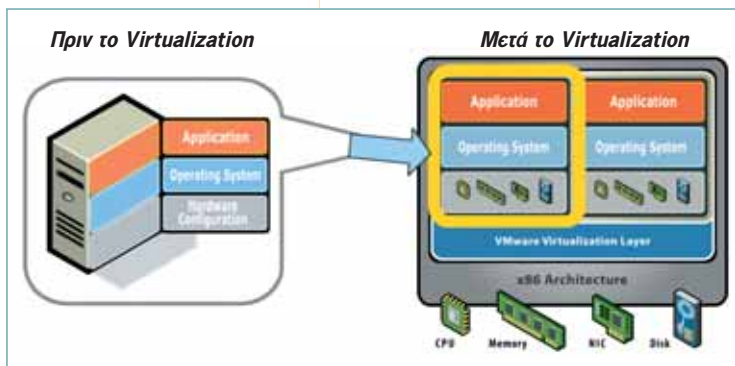 Πριν το Virtualization
Μετά το Virtualization
Application
Operating System
Hardware
Configuration
Application
Application
Operating System
Operating System
VMware Virtualization Layer
x86 Architecture
CPU
Memory
NIC
Disk